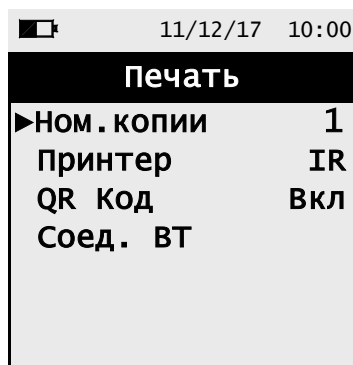 11/12/17 10:00
Печать
►Ном.копии 1
Принтер IR
QR Код Вкл
Соед. BT